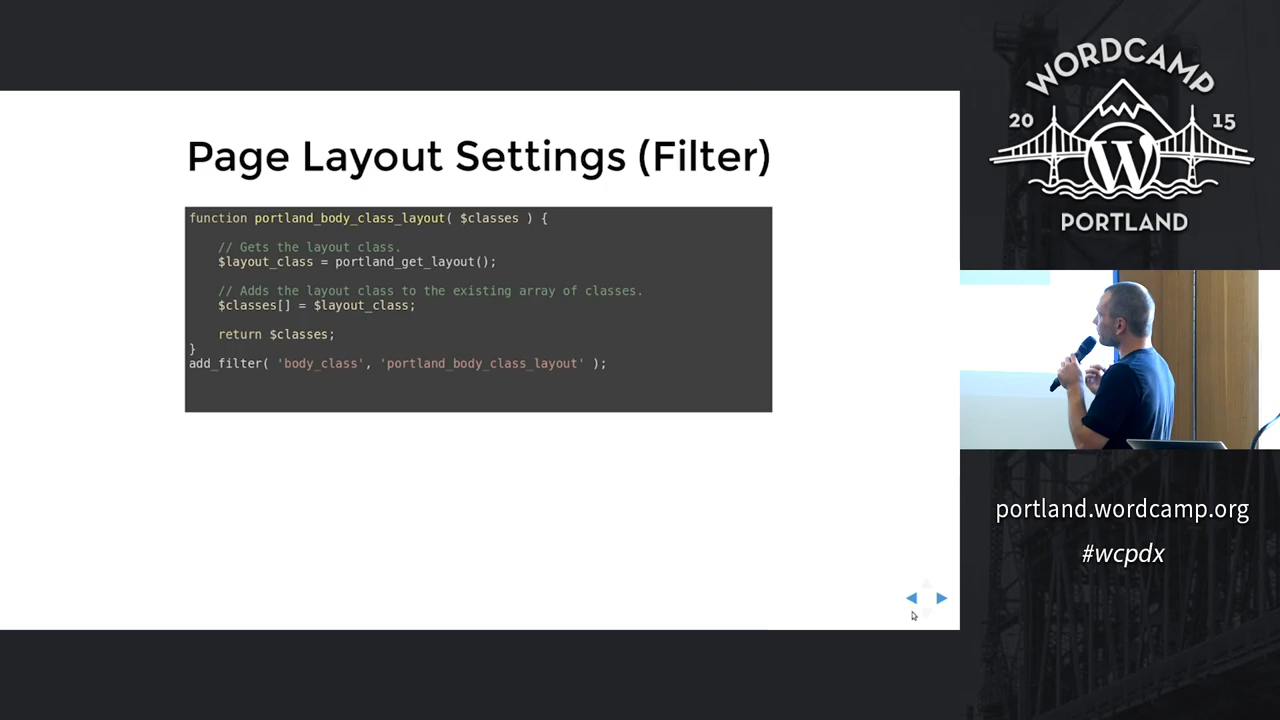 Page Layout Settings (Filter)
function portland_body_class_layout( $classes ) {
// Gets the layout class.
$layout_class = portland_get_layout();
// Adds the layout class to the existing array of classes.
$classes[] = $layout_class;
return $classes;
}
add_filter( 'body_class', 'portland_body_class_layout' );
WORDCAMP
20 15
W
PORTLAND
portland.wordcamp.org
#wcpdx